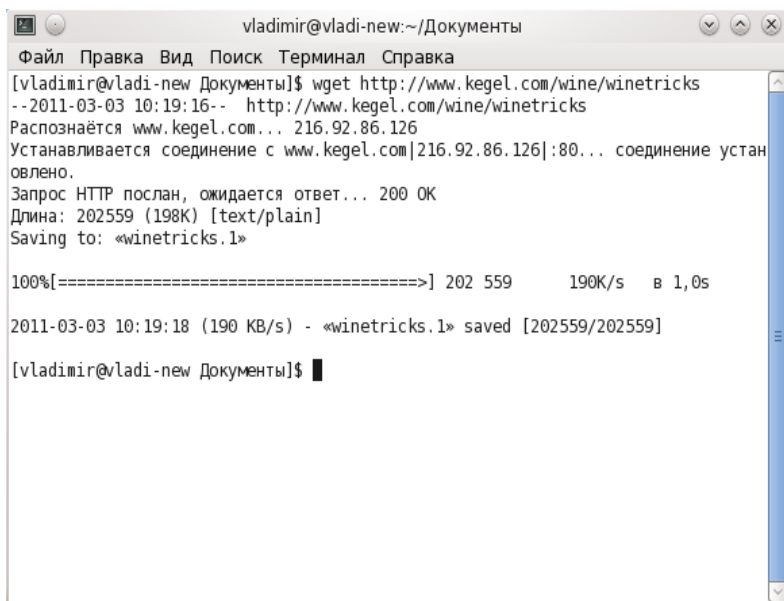 vladimir@vladi-new:~/Документы
Файл Правка Вид Поиск Терминал Справка
[vladimir@vladi-new Документы]$ wget http://www.kegel.com/wine/winetricks
--2011-03-03 10:19:16--  http://www.kegel.com/wine/winetricks
Распознаётся www.kegel.com... 216.92.86.126
Устанавливается соединение с www.kegel.com|216.92.86.126|:80... соединение устан
овлено.
Запрос HTTP послан, ожидается ответ... 200 OK
Длина: 202559 (198K) [text/plain]
Saving to: «winetricks.1»
100%[======================================>] 202 559     190K/s   в 1,0s
2011-03-03 10:19:18 (190 KB/s) - «winetricks.1» saved [202559/202559]
[vladimir@vladi-new Документы]$